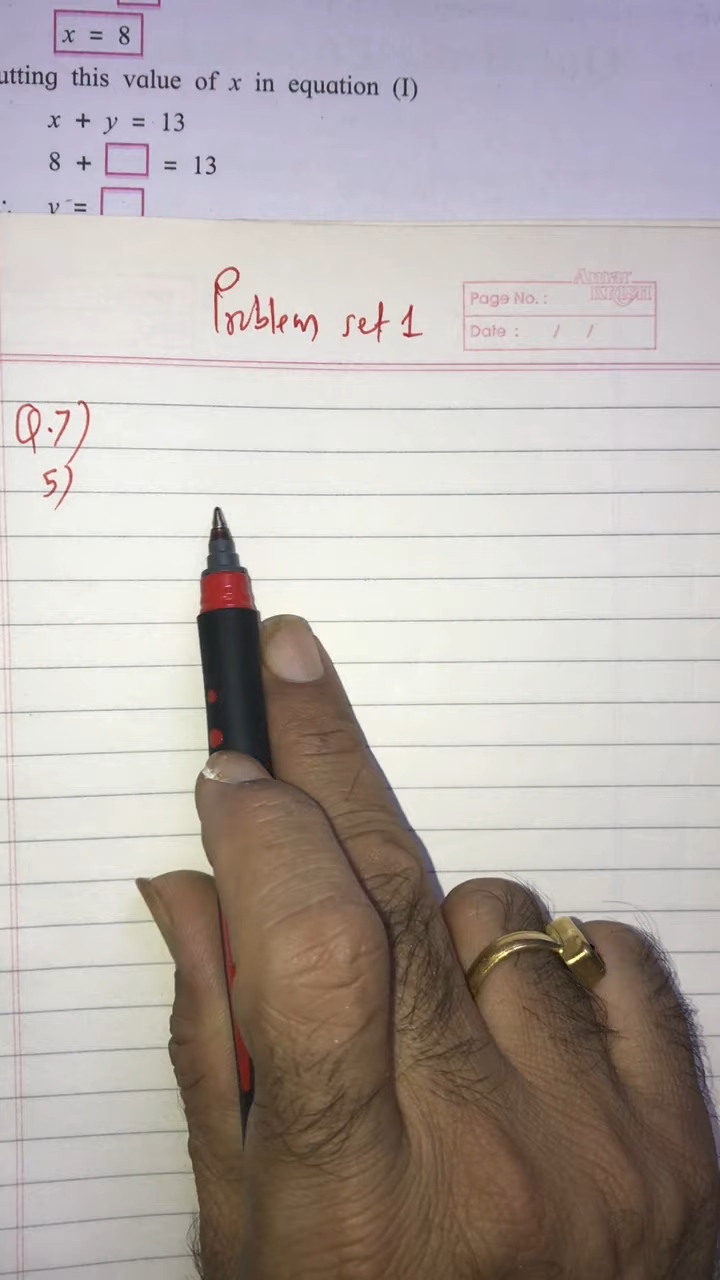 x = 8
utting this value of x in equation (I)
x + y = 13
8 + = 13
∴ y =
Problem set 1
Page No. :
Date : / /
Q.7)
5)